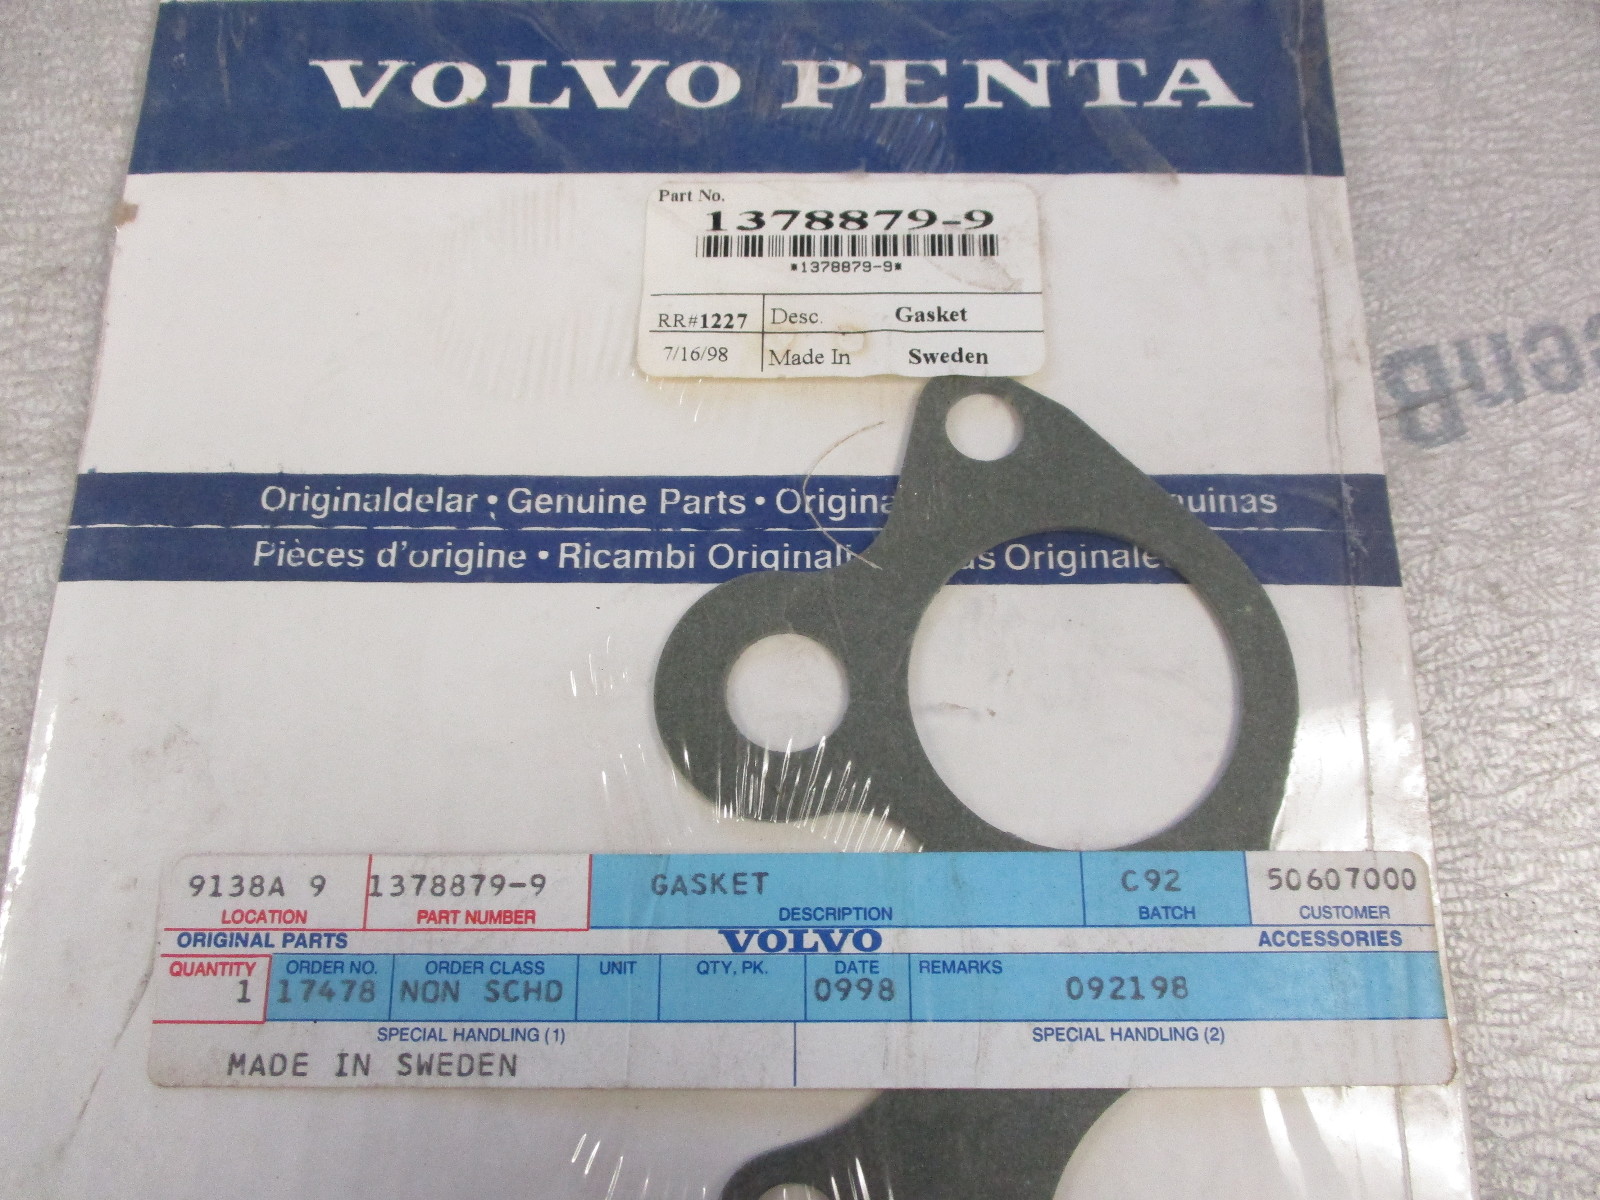 VOLVO PENTA
Part No.
1378879-9
*1378879-9*
RR#1227 Desc. Gasket
7/16/98 Made In Sweden
Originaldelar • Genuine Parts • Origina uinas
Pièces d'origine • Ricambi Originali as Originale
9138A 9 1378879-9 GASKET C92 50607000
LOCATION PART NUMBER DESCRIPTION BATCH CUSTOMER
ORIGINAL PARTS VOLVO ACCESSORIES
QUANTITY ORDER NO. ORDER CLASS UNIT QTY, PK. DATE REMARKS
1 17478 NON SCHD 0998 092198
SPECIAL HANDLING (1) SPECIAL HANDLING (2)
MADE IN SWEDEN